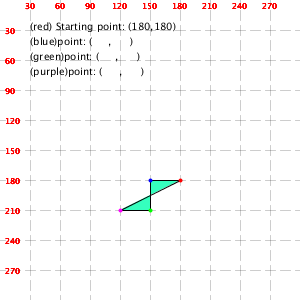 30 60 90 120 150 180 210 240 270
30
(red) Starting point: (180,180)
(blue)point: ( , )
(green)point: ( , )
60
(purple)point: ( , )
90
120
150
180
210
240
270